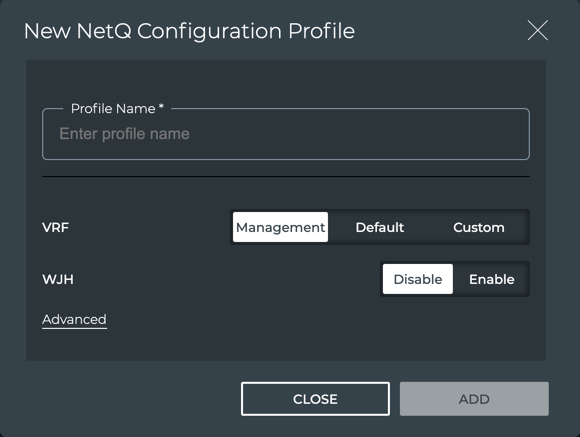 New NetQ Configuration Profile
Profile Name *
Enter profile name
VRF Management Default Custom
WJH Disable Enable
Advanced
CLOSE ADD